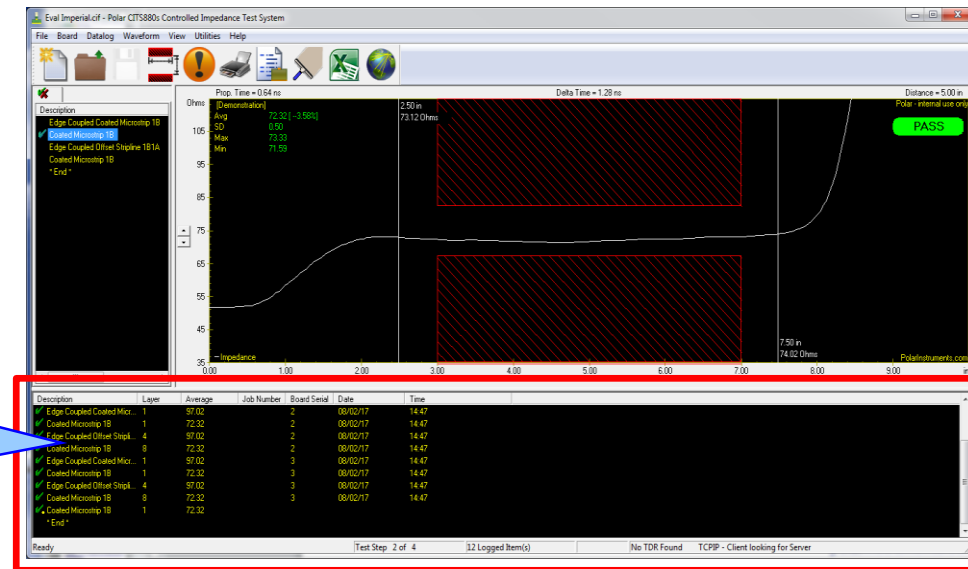 Eval Imperial.cif - Polar CITS880s Controlled Impedance Test System
File Board Datalog Waveform View Utilities Help
Prop. Time = 0.64 ns Delta Time = 1.28 ns Distance = 5.00 in
Description
Edge Coupled Coated Microstrip 1B
Coated Microstrip 1B
Edge Coupled Offset Stripline 1B1A
Coated Microstrip 1B
* End *
Ohms
[Demonstration]
Avg 72.32 [ -3.58%]
SD 0.50
Max 73.33
Min 71.59
2.50 in
73.12 Ohms
Polar - internal use only
PASS
105
95
85
75
65
55
45
35
7.50 in
74.02 Ohms
Impedance
Polarinstruments.com
0.00 1.00 2.00 3.00 4.00 5.00 6.00 7.00 8.00 9.00 in
Description Layer Average Job Number Board Serial Date Time
Edge Coupled Coated Micr... 1 97.02 2 08/02/17 14:47
Coated Microstrip 1B 1 72.32 2 08/02/17 14:47
Edge Coupled Offset Stripli... 4 97.02 2 08/02/17 14:47
Coated Microstrip 1B 8 72.32 2 08/02/17 14:47
Edge Coupled Coated Micr... 1 97.02 3 08/02/17 14:47
Coated Microstrip 1B 1 72.32 3 08/02/17 14:47
Edge Coupled Offset Stripli... 4 97.02 3 08/02/17 14:47
Coated Microstrip 1B 8 72.32 3 08/02/17 14:47
Coated Microstrip 1B 1 72.32
* End *
Ready Test Step 2 of 4 12 Logged Item(s) No TDR Found TCPIP - Client looking for Server